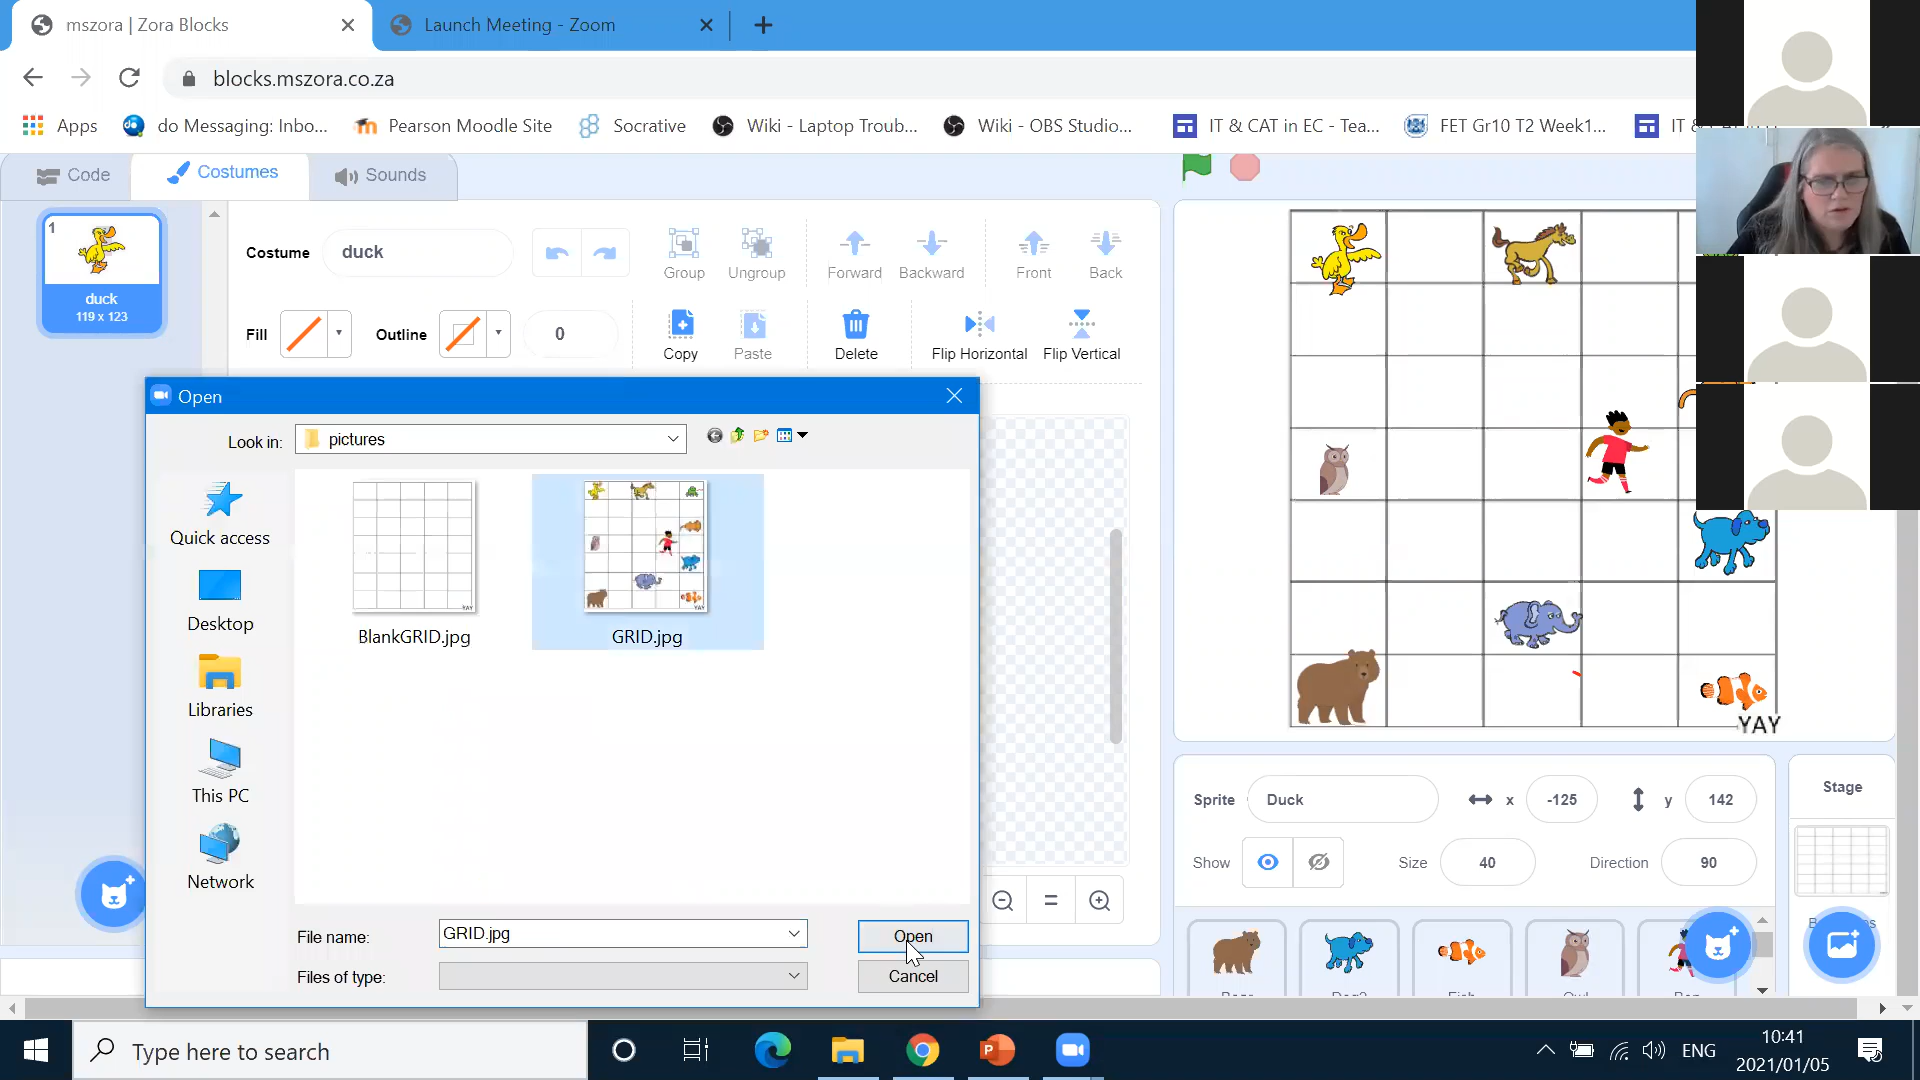 mszora | Zora Blocks
Launch Meeting - Zoom
blocks.mszora.co.za
Apps
do Messaging: Inbo...
Pearson Moodle Site
Socrative
Wiki - Laptop Troub...
Wiki - OBS Studio...
IT & CAT in EC - Tea...
FET Gr10 T2 Week1...
Code
Costumes
Sounds
1
duck
119 x 123
Costume
duck
Group
Ungroup
Forward
Backward
Front
Back
Fill
Outline
0
Copy
Paste
Delete
Flip Horizontal
Flip Vertical
Open
Look in:
pictures
Quick access
Desktop
Libraries
This PC
Network
YAY
BlankGRID.jpg
YAY
GRID.jpg
File name:
GRID.jpg
Files of type:
Open
Cancel
YAY
Sprite
Duck
x
-125
y
142
Show
Size
40
Direction
90
Stage
Type here to search
ENG
10:41
2021/01/05